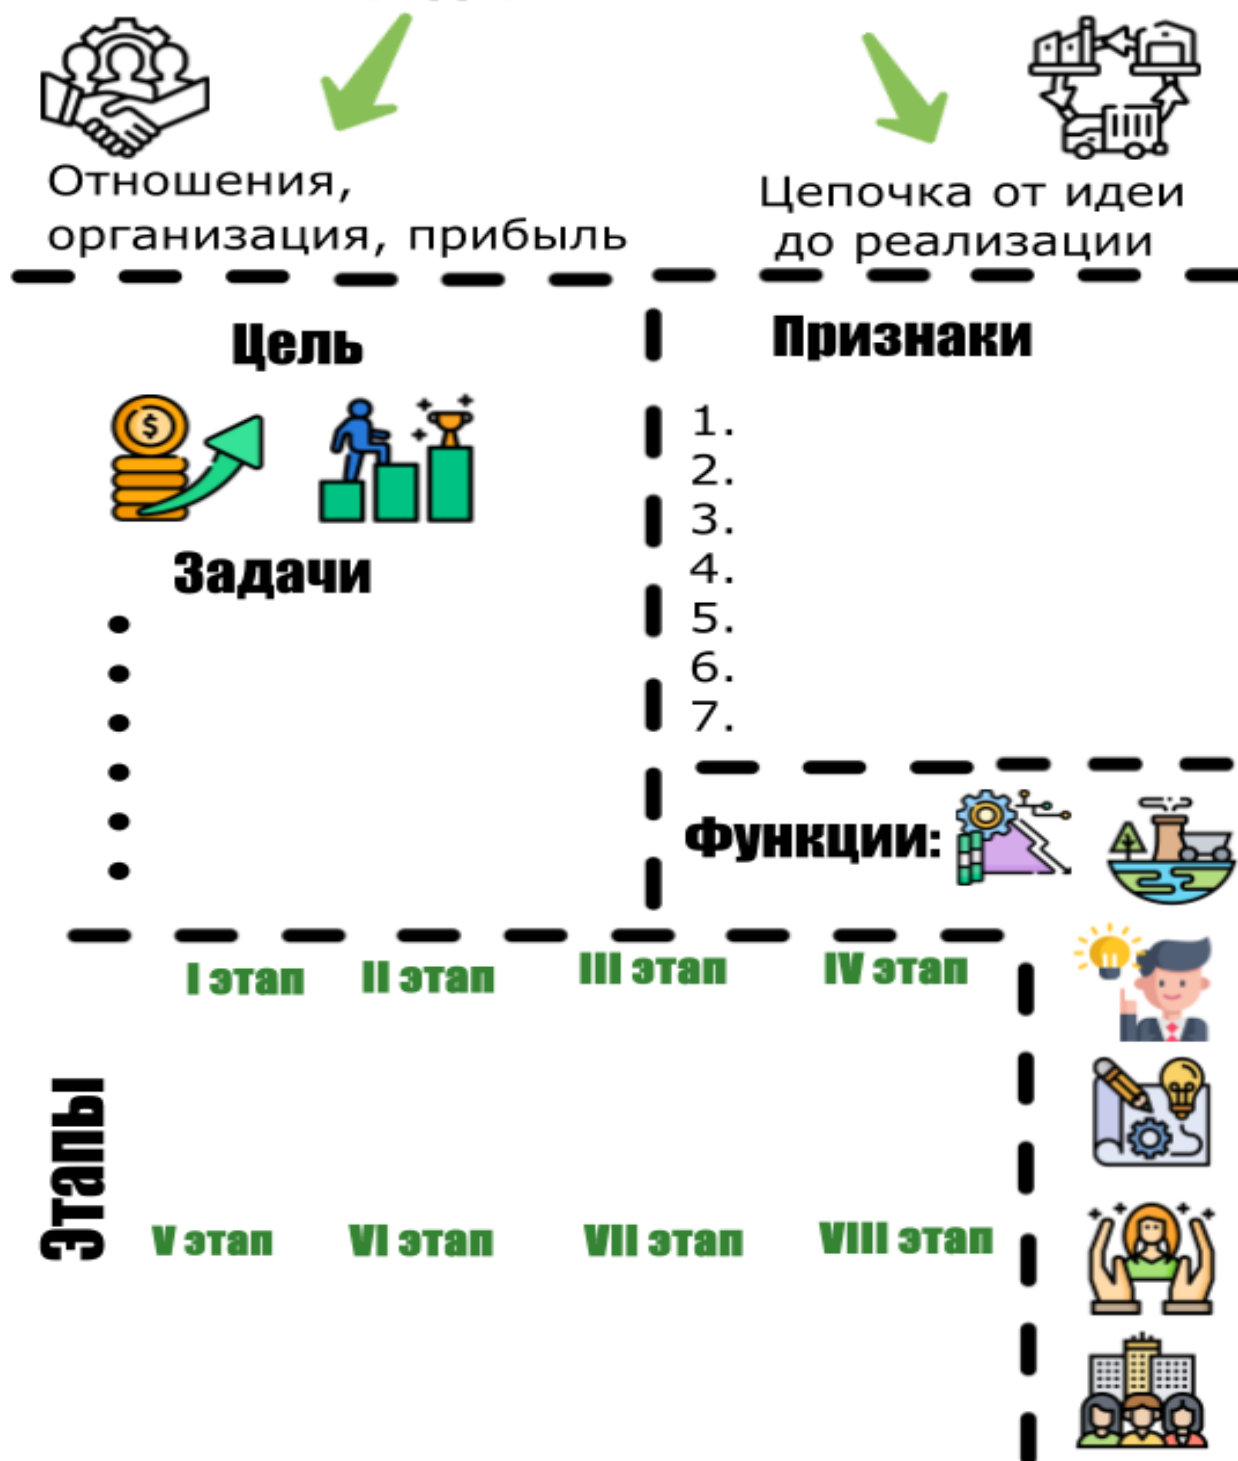 Отношения,
организация, прибыль
Цепочка от идеи
до реализации
Цель
$
Задачи
•
•
•
•
•
•
Признаки
1.
2.
3.
4.
5.
6.
7.
Функции:
Этапы
I этап II этап III этап IV этап
V этап VI этап VII этап VIII этап